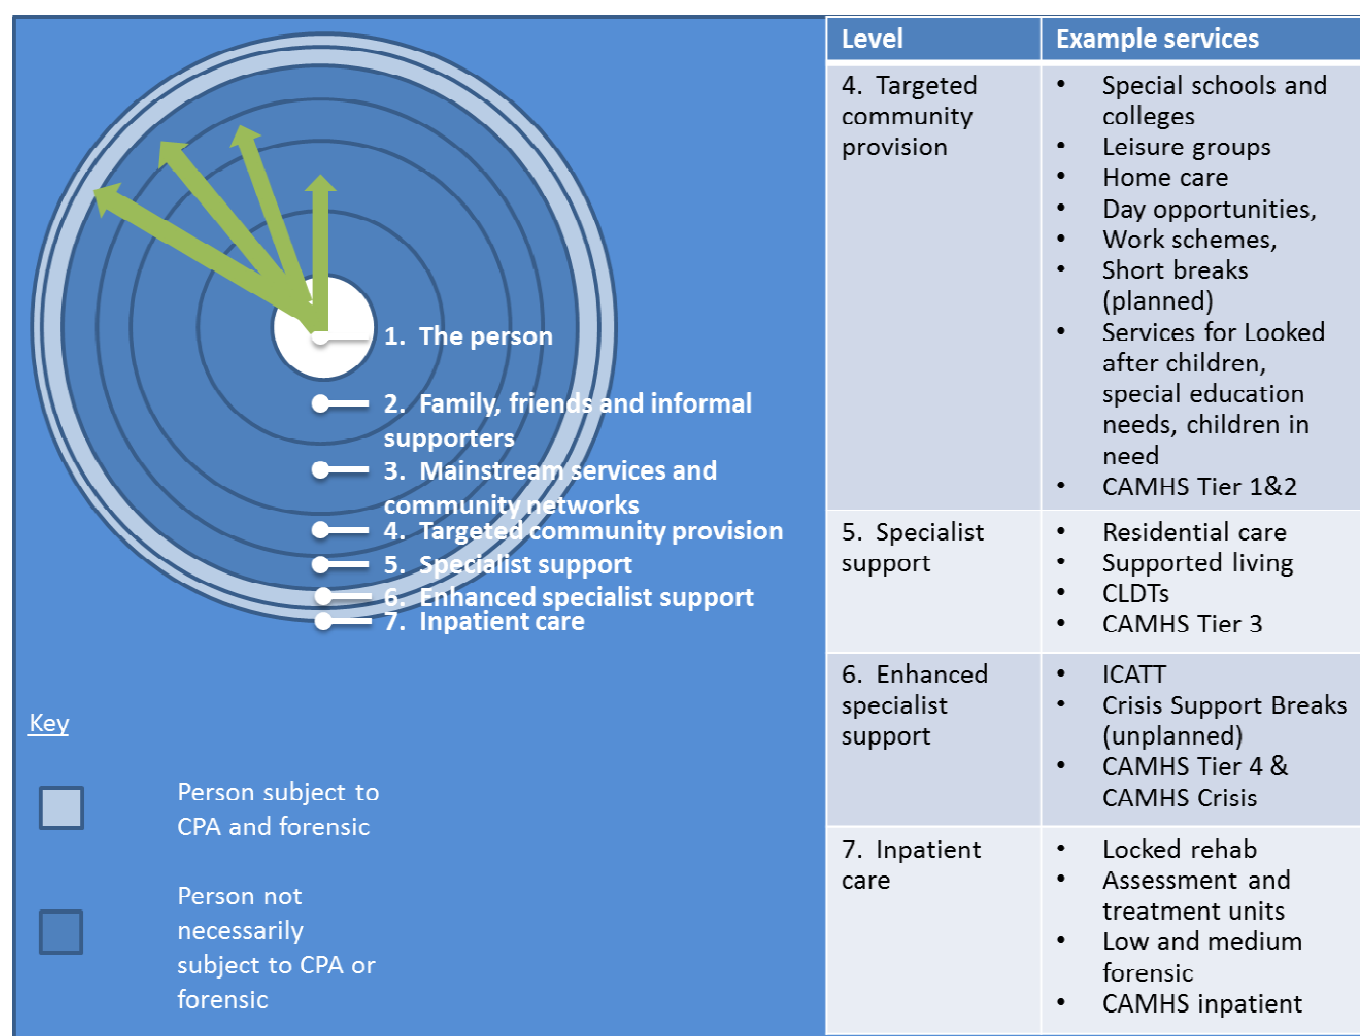 1. The person
2. Family, friends and informal
supporters
3. Mainstream services and
community networks
4. Targeted community provision
5. Specialist support
6. Enhanced specialist support
7. Inpatient care
Key
Person subject to
CPA and forensic
Person not
necessarily
subject to CPA or
forensic
Level
Example services
4. Targeted
community
provision
• Special schools and
colleges
• Leisure groups
• Home care
• Day opportunities,
• Work schemes,
• Short breaks
(planned)
• Services for Looked
after children,
special education
needs, children in
need
• CAMHS Tier 1&2
5. Specialist
support
• Residential care
• Supported living
• CLDTs
• CAMHS Tier 3
6. Enhanced
specialist
support
• ICATT
• Crisis Support Breaks
(unplanned)
• CAMHS Tier 4 &
CAMHS Crisis
7. Inpatient
care
• Locked rehab
• Assessment and
treatment units
• Low and medium
forensic
• CAMHS inpatient